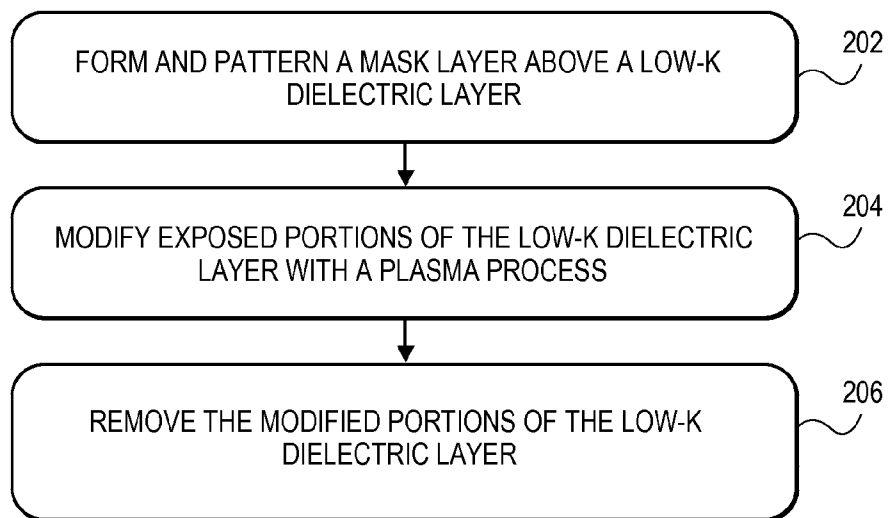 FORM AND PATTERN A MASK LAYER ABOVE A LOW-K
DIELECTRIC LAYER
202
MODIFY EXPOSED PORTIONS OF THE LOW-K DIELECTRIC
LAYER WITH A PLASMA PROCESS
204
REMOVE THE MODIFIED PORTIONS OF THE LOW-K
DIELECTRIC LAYER
206